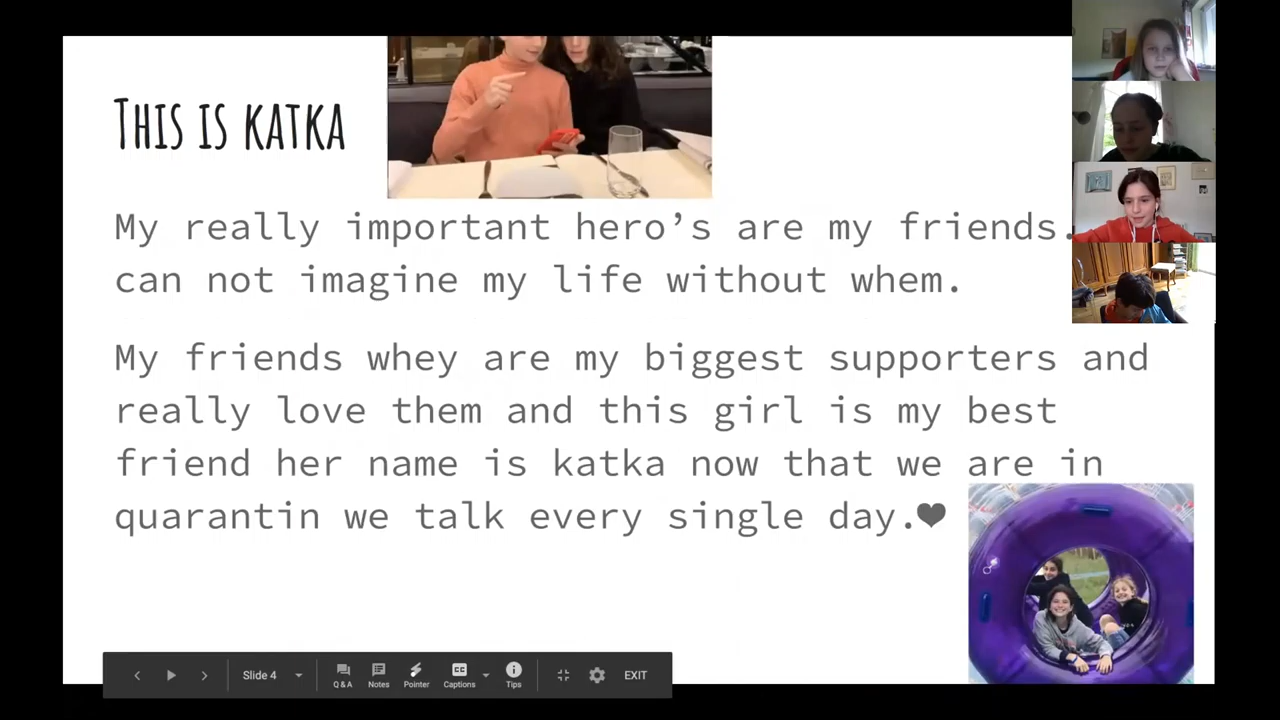 THIS IS KATKA
My really important hero’s are my friends.
can not imagine my life without whem.
My friends whey are my biggest supporters and
really love them and this girl is my best
friend her name is katka now that we are in
quarantin we talk every single day.❤
Slide 4
Q & A
Notes
Pointer
Captions
Tips
EXIT